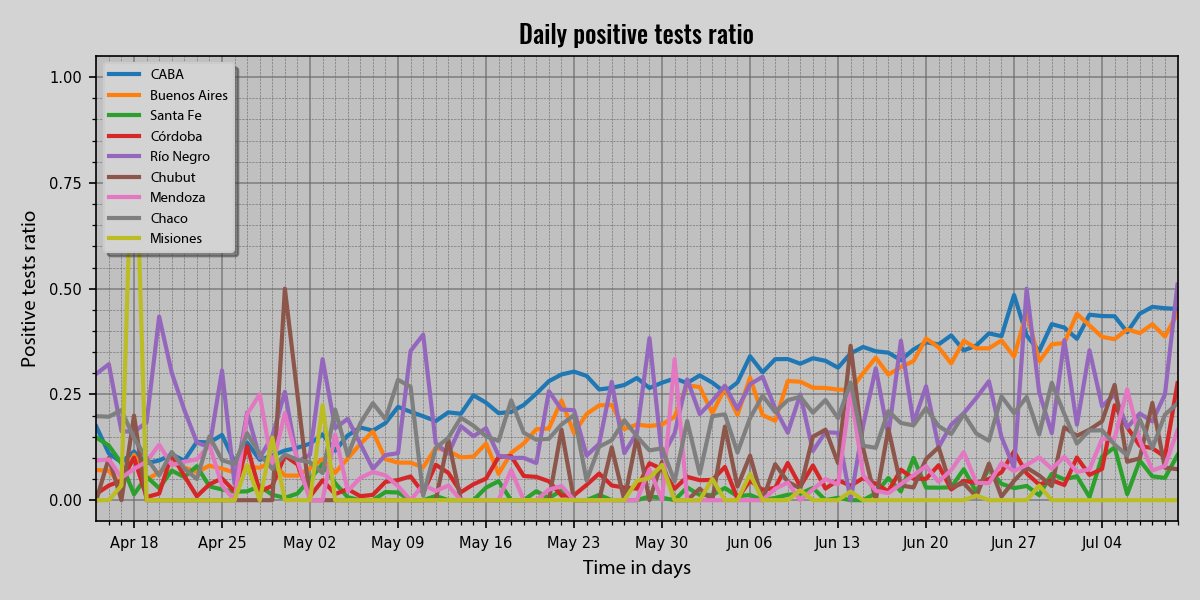 Daily positive tests ratio
Positive tests ratio
1.00
0.75
0.50
0.25
0.00
CABA
Buenos Aires
Santa Fe
Córdoba
Río Negro
Chubut
Mendoza
Chaco
Misiones
Apr 18
Apr 25
May 02
May 09
May 16
May 23
May 30
Jun 06
Jun 13
Jun 20
Jun 27
Jul 04
Time in days